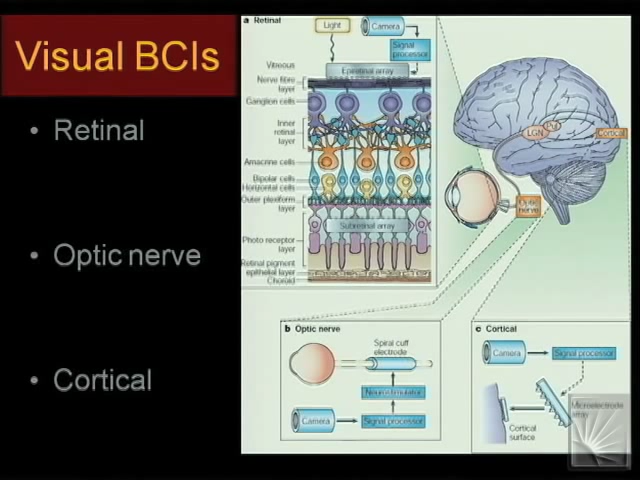 Visual BCIs
• Retinal
• Optic nerve
• Cortical
a Retinal
Light
Camera
Signal
processor
Vitreous
Epiretinal array
Nerve fibre
layer
Ganglion cells
Inner
retinal
layer
Amacrine cells
Bipolar cells
Horizontal cells
Outer plexiform
layer
Subretinal array
Photo receptor
layer
Retinal pigment
epithelial layer
Choroid
LGN
Pul
Cortical
Optic
nerve
b Optic nerve
Spiral cuff
electrode
Neurostimulator
Camera
Signal processor
c Cortical
Camera
Signal processor
Microelectrode
array
Cortical
surface